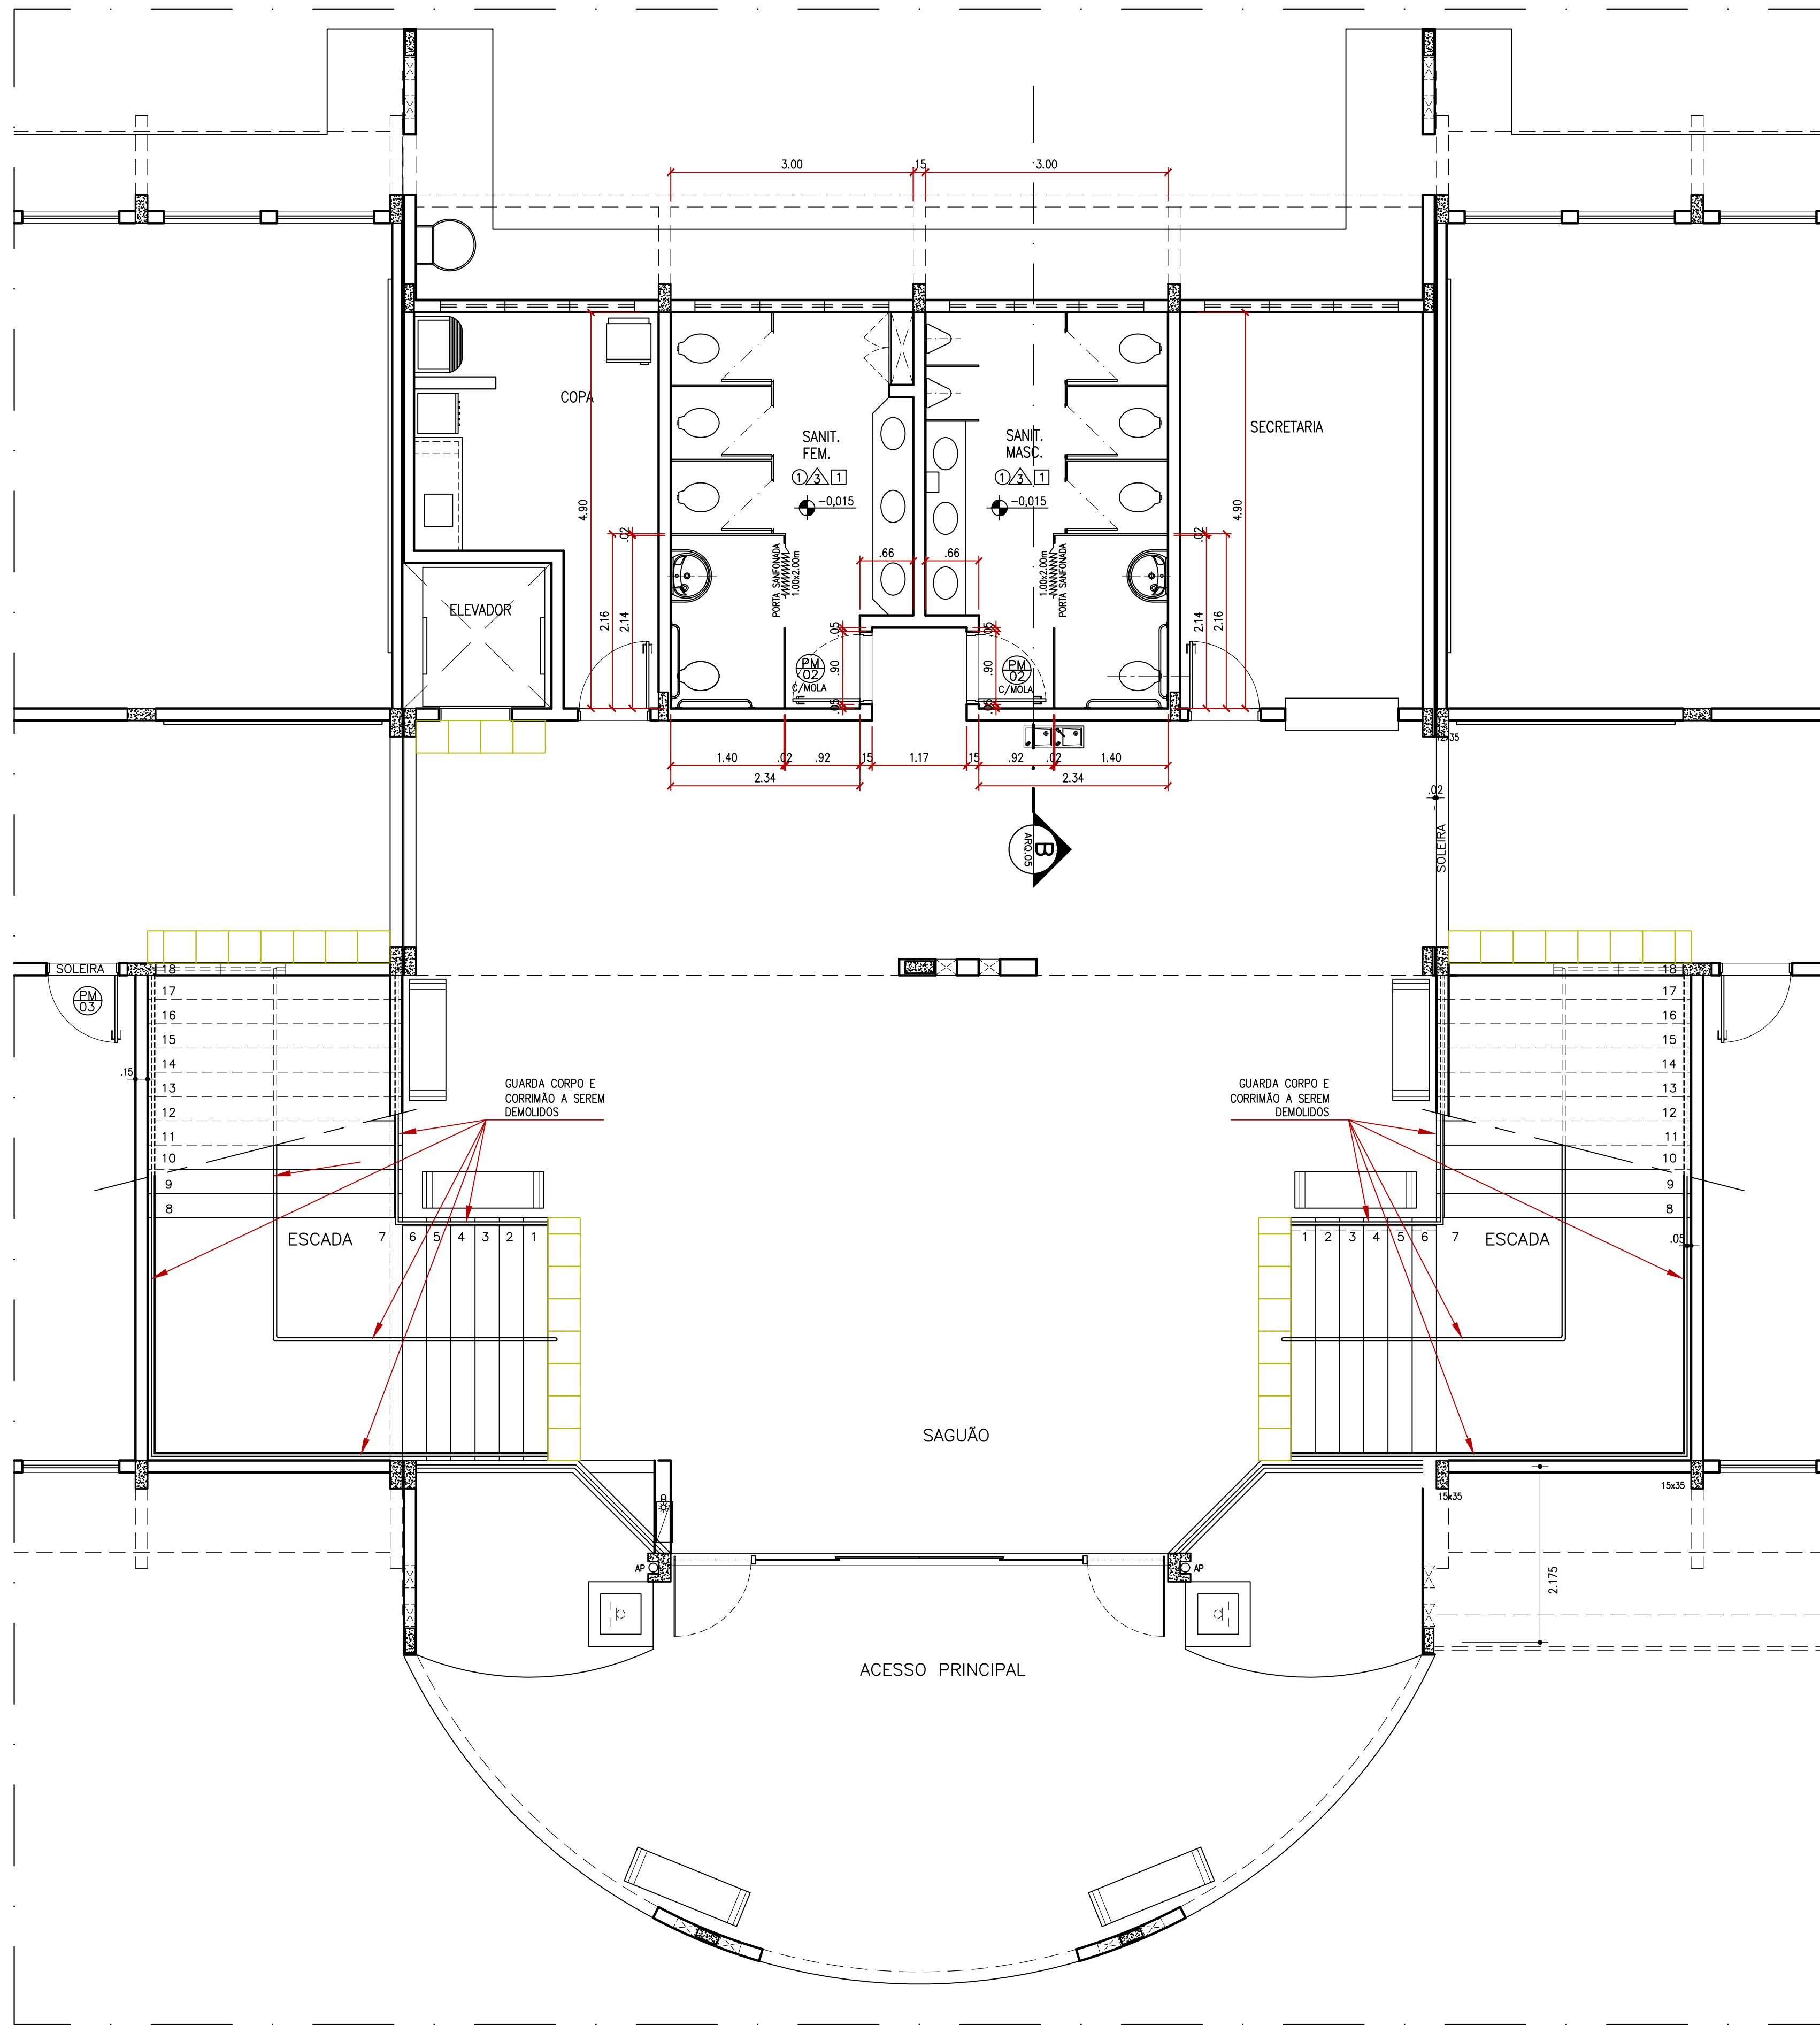 3.00
.15
3.00
COPA
SANIT.
FEM.
1
3
1
-0,015
SANIT.
MASC.
1
3
1
-0,015
SECRETARIA
4.90
4.90
.02
.02
2.16
2.14
2.14
2.16
PORTA SANFONADA
1.00x2.00m
1.00x2.00m
PORTA SANFONADA
.66
.66
ELEVADOR
.05
.90
.05
.05
.90
.05
PM
02
C/MOLA
PM
02
C/MOLA
1.40
.02
.92
.15
1.17
.15
.92
.02
1.40
2.34
2.34
12x35
.02
SOLEIRA
B
ARQ.05
SOLEIRA
PM
03
18
17
16
15
14
13
12
11
10
9
8
18
17
16
15
14
13
12
11
10
9
8
.15
GUARDA CORPO E
CORRIMÃO A SEREM
DEMOLIDOS
GUARDA CORPO E
CORRIMÃO A SEREM
DEMOLIDOS
ESCADA
7
6
5
4
3
2
1
1
2
3
4
5
6
7
ESCADA
.05
SAGUÃO
15x35
15x35
AP
AP
2.175
ACESSO PRINCIPAL